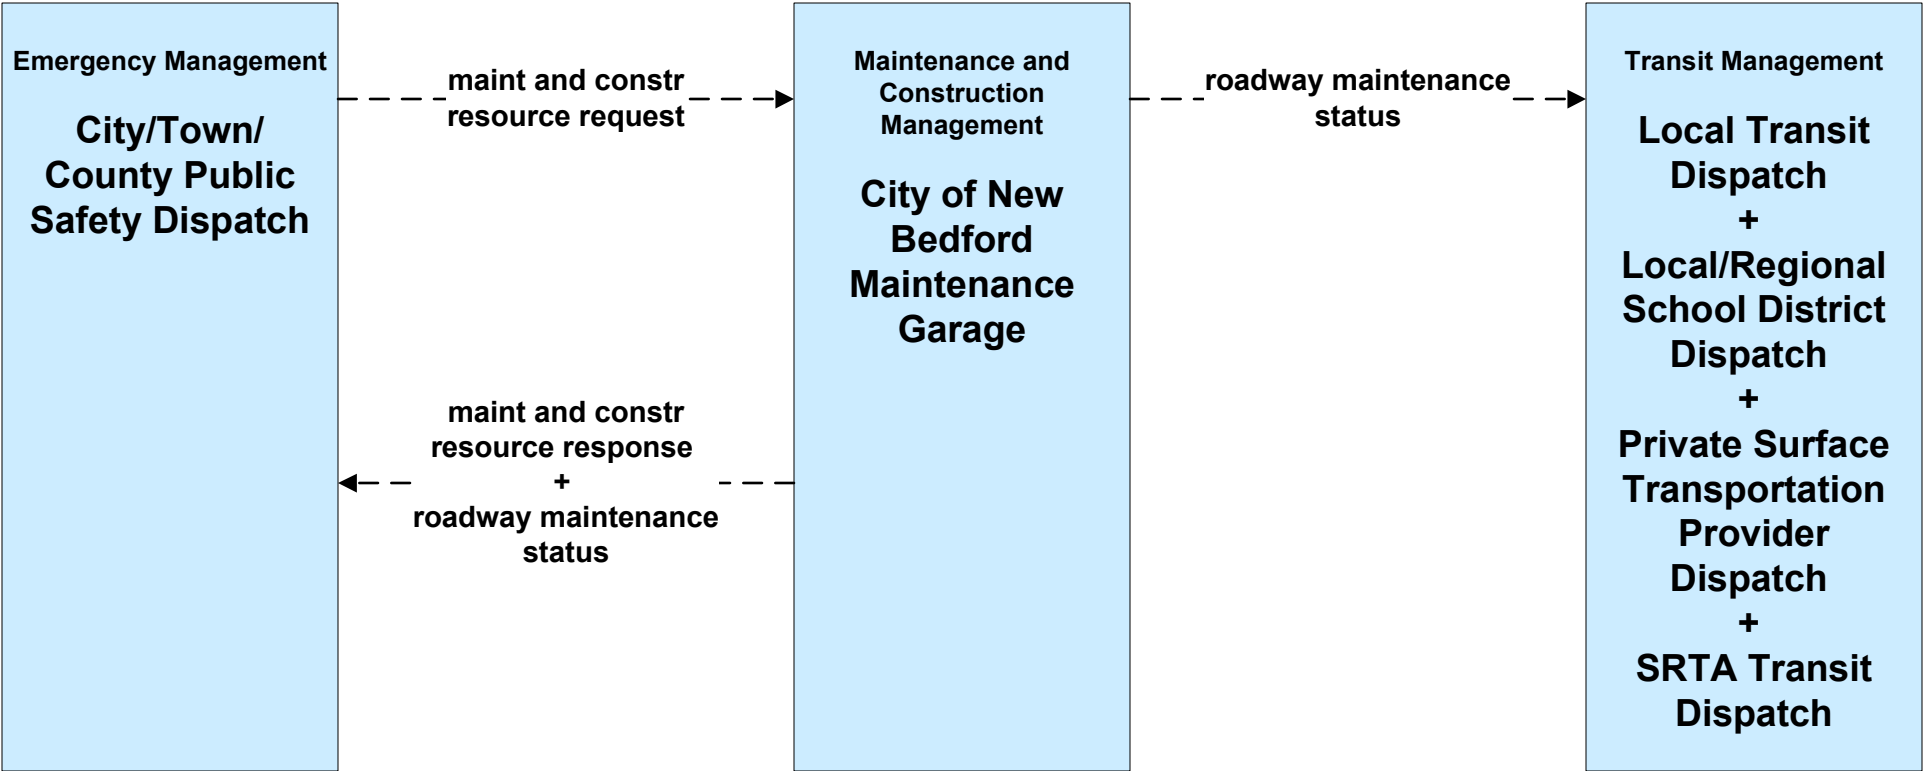 Emergency Management
City/Town/
County Public
Safety Dispatch
maint and constr
resource request
maint and constr
resource response
+
roadway maintenance
status
Maintenance and
Construction
Management
City of New
Bedford
Maintenance
Garage
roadway maintenance
status
Transit Management
Local Transit
Dispatch
+
Local/Regional
School District
Dispatch
+
Private Surface
Transportation
Provider
Dispatch
+
SRTA Transit
Dispatch